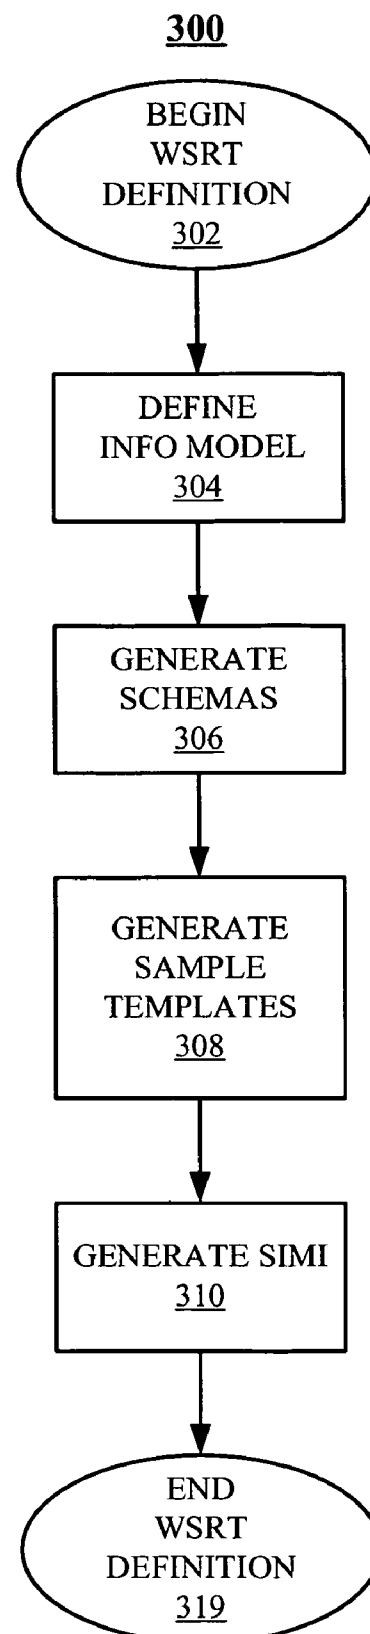 300
BEGIN
WSRT
DEFINITION
302
DEFINE
INFO MODEL
304
GENERATE
SCHEMAS
306
GENERATE
SAMPLE
TEMPLATES
308
GENERATE SIMI
310
END
WSRT
DEFINITION
319